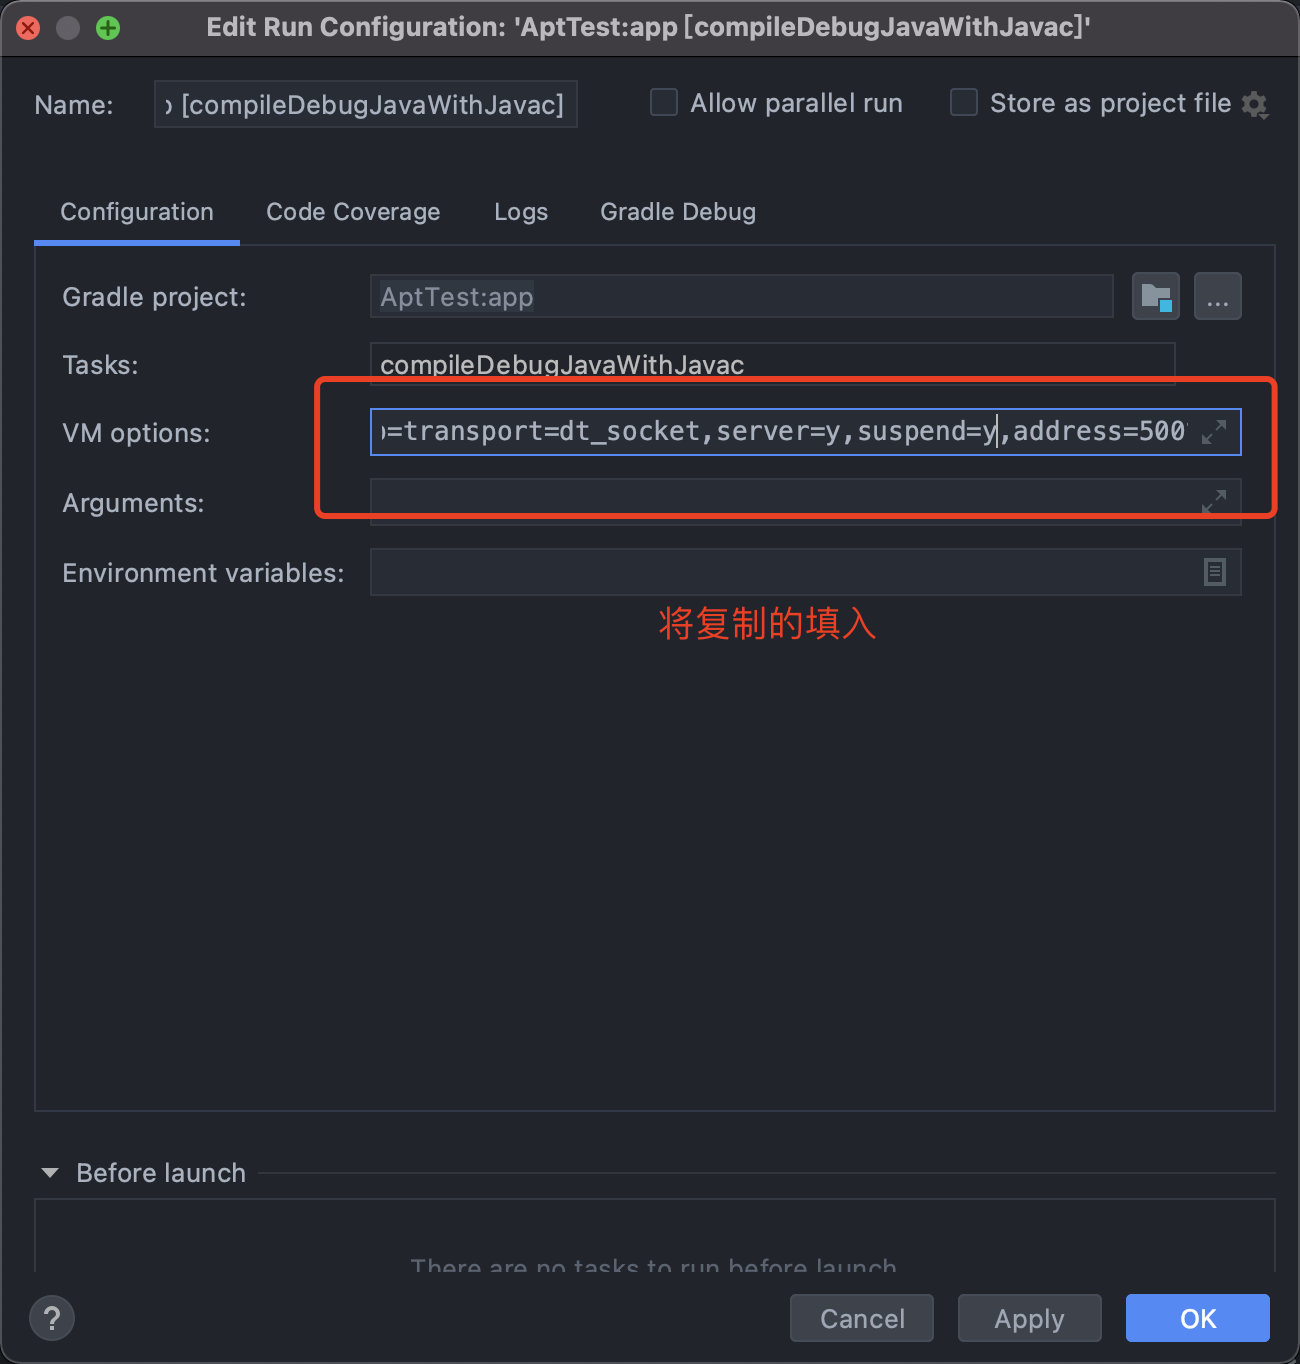 Edit Run Configuration: 'AptTest:app [compileDebugJavaWithJavac]'
Name: [compileDebugJavaWithJavac] Allow parallel run Store as project file
Configuration Code Coverage Logs Gradle Debug
Gradle project: AptTest:app ...
Tasks: compileDebugJavaWithJavac
VM options: =transport=dt_socket,server=y,suspend=y,address=500
Arguments:
Environment variables:
将复制的填入
Before launch
There are no tasks to run before launch
? Cancel Apply OK